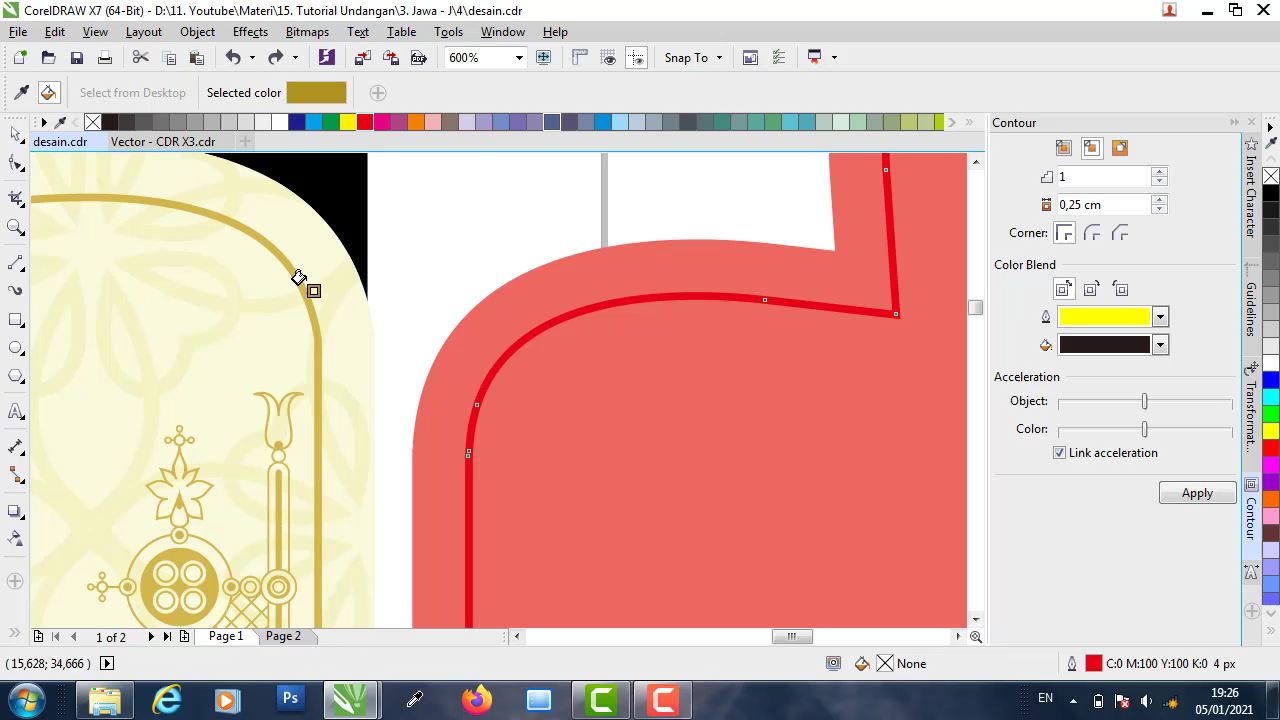 CorelDRAW X7 (64-Bit) - D:\11. Youtube\Materi\15. Tutorial Undangan\3. Jawa - J\4\desain.cdr
File Edit View Layout Object Effects Bitmaps Text Table Tools Window Help
600% Snap To
Select from Desktop Selected color
desain.cdr Vector - CDR X3.cdr
Contour
1
0,25 cm
Corner:
Color Blend
Acceleration
Object:
Color:
Link acceleration
Apply
Insert Character
Guidelines
Transformat...
Contour
1 of 2 Page 1 Page 2
(15,628; 34,666) None C:0 M:100 Y:100 K:0 4 px
Ps C C EN 19:26
05/01/2021